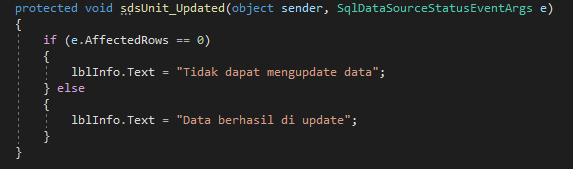 protected void sdsUnit_Updated(object sender, SqlDataSourceStatusEventArgs e)
{
if (e.AffectedRows == 0)
{
lblInfo.Text = "Tidak dapat mengupdate data";
} else
{
lblInfo.Text = "Data berhasil di update";
}
}